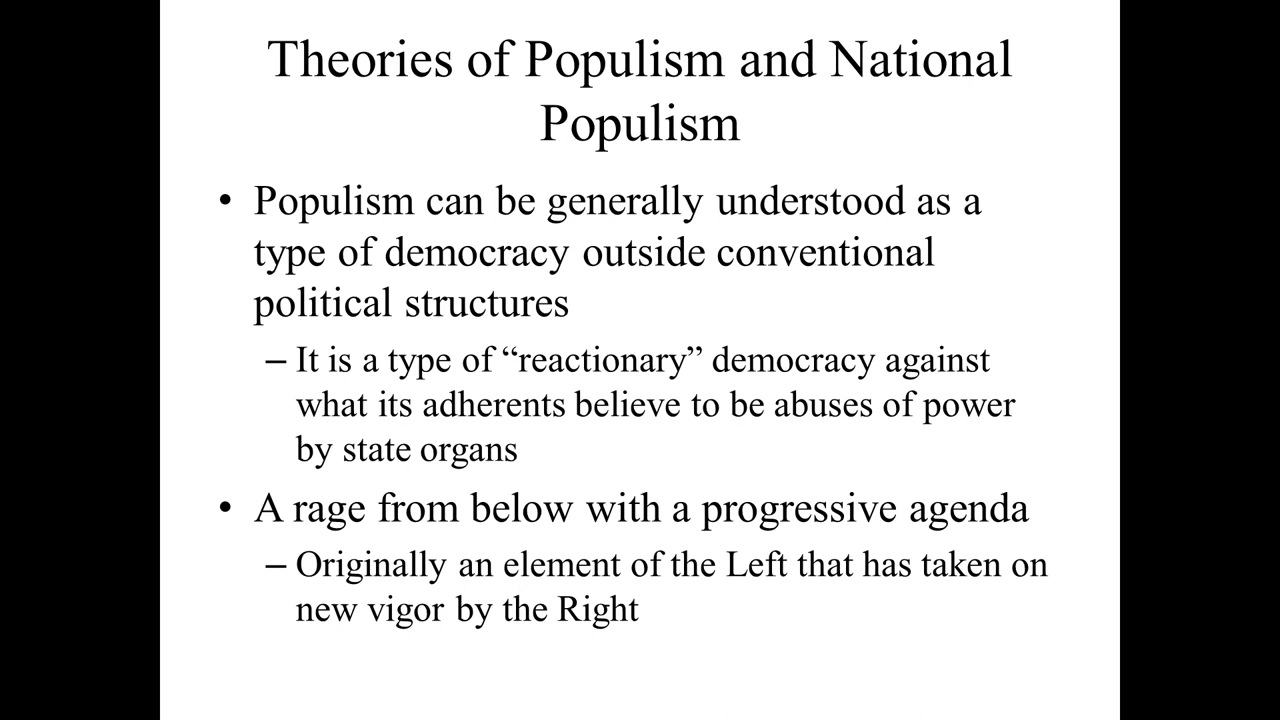 Theories of Populism and National
Populism
• Populism can be generally understood as a
type of democracy outside conventional
political structures
– It is a type of “reactionary” democracy against
what its adherents believe to be abuses of power
by state organs
• A rage from below with a progressive agenda
– Originally an element of the Left that has taken on
new vigor by the Right